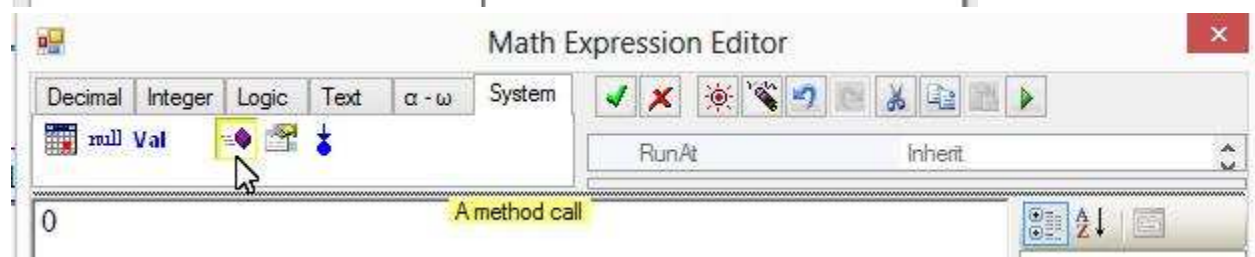 Math Expression Editor
Decimal Integer Logic Text α - ω System
null Val
RunAt Inherit
A method call
0
A
Z